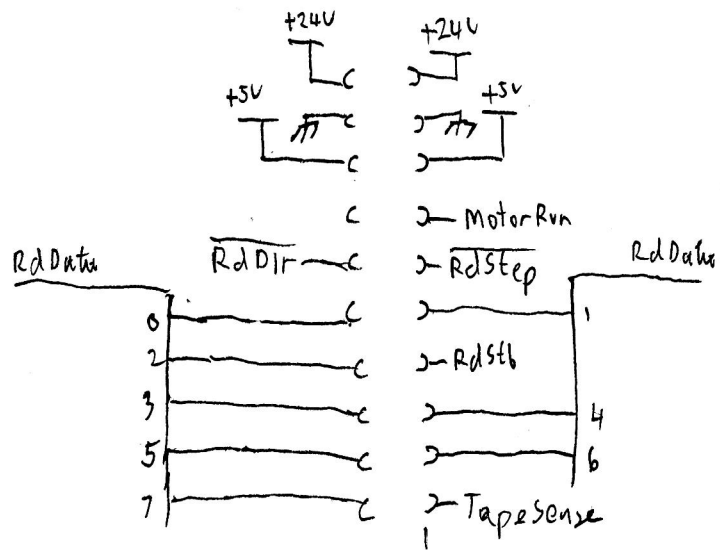 +24V +24V
+5V +5V
MotorRun
RdData RdDir RdStep RdData
0 1
2 RdStb
3 4
5 6
7 TapeSense
1